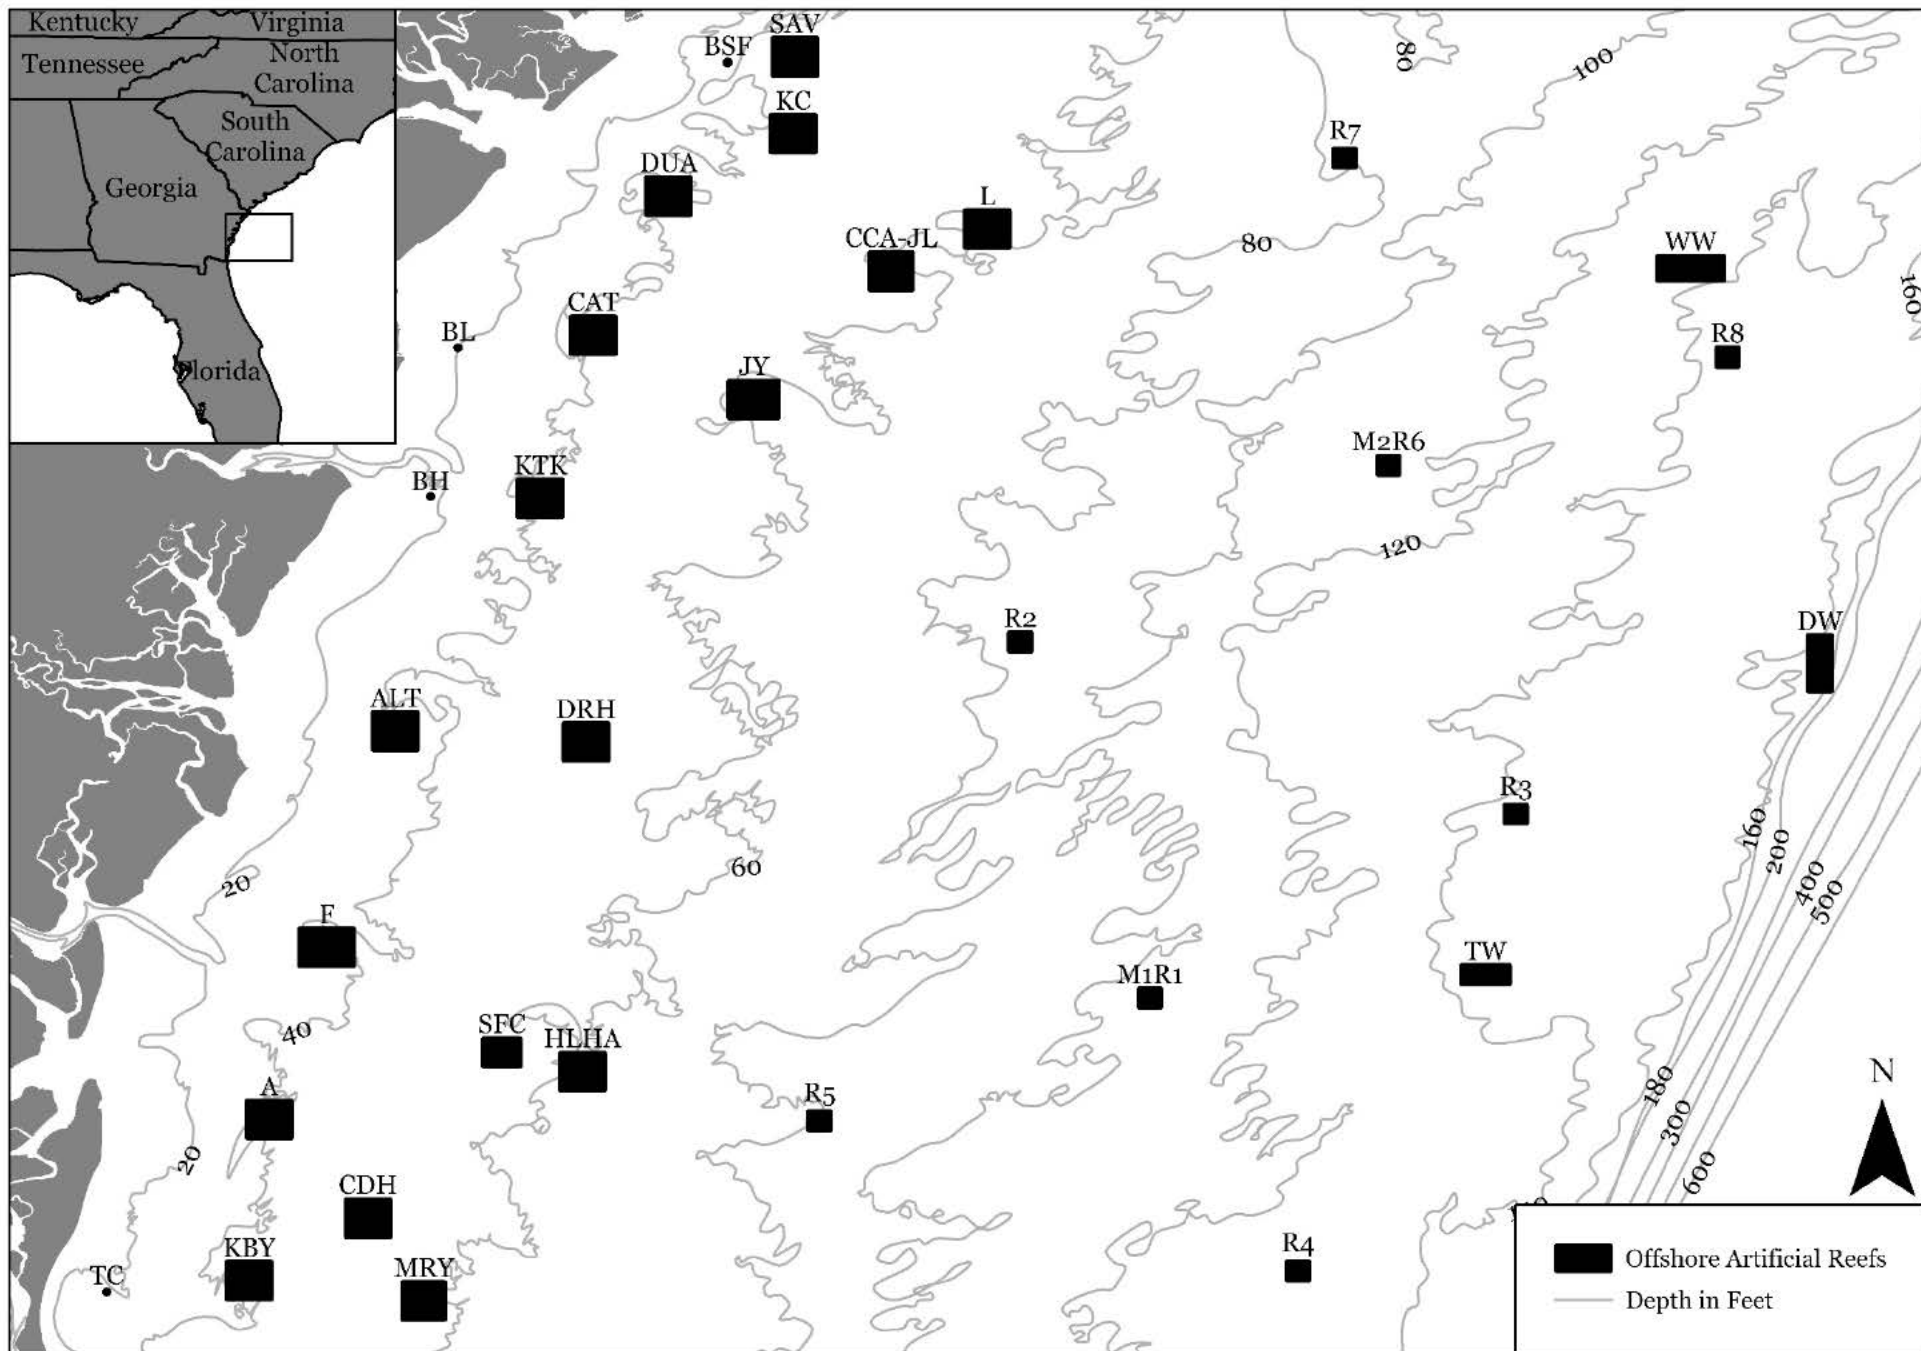 Kentucky
Virginia
Tennessee
North
Carolina
South
Carolina
Georgia
Florida
SAV
BSF
KC
DUA
L
CCA-JL
CAT
BL
JY
KTK
BH
R7
80
100
80
WW
160
R8
M2R6
120
R2
DW
ALT
DRH
R3
160
200
400
500
20
60
F
TW
M1R1
40
SFC
HLHA
A
R5
180
300
600
20
CDH
KBY
TC
MRY
R4
N
Offshore Artificial Reefs
Depth in Feet